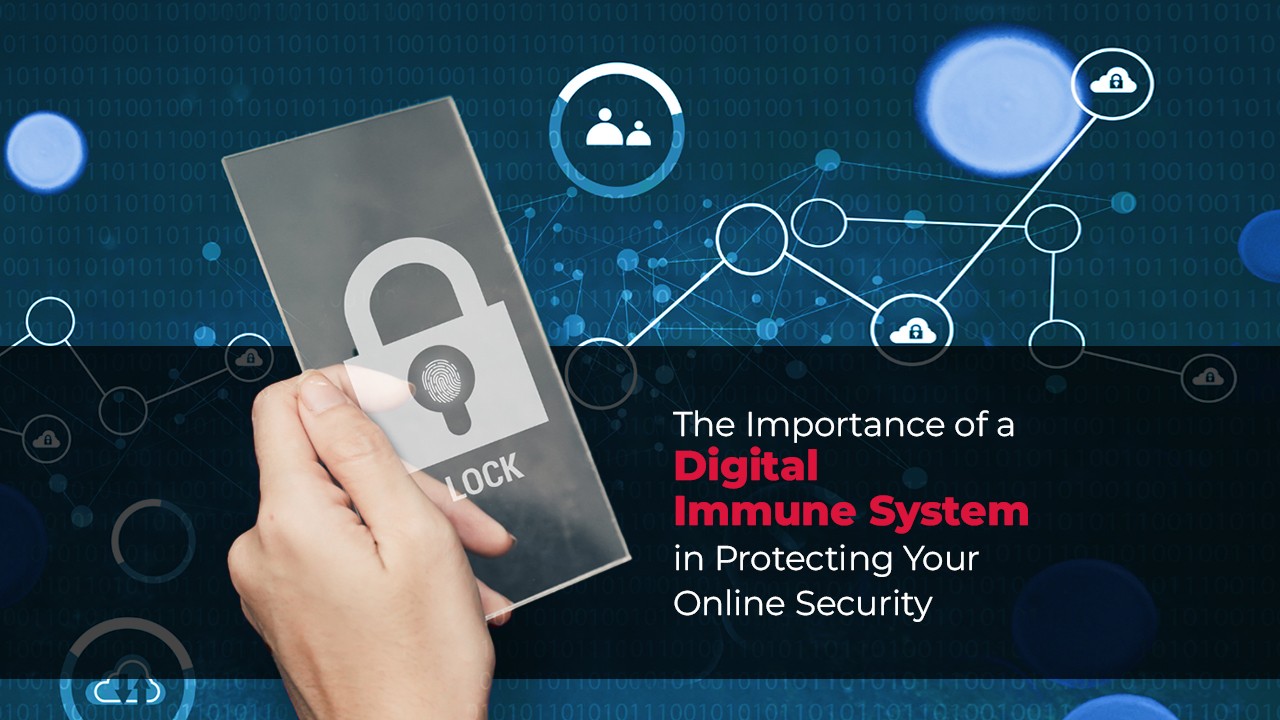 LOCK
The Importance of a
Digital
Immune System
in Protecting Your
Online Security